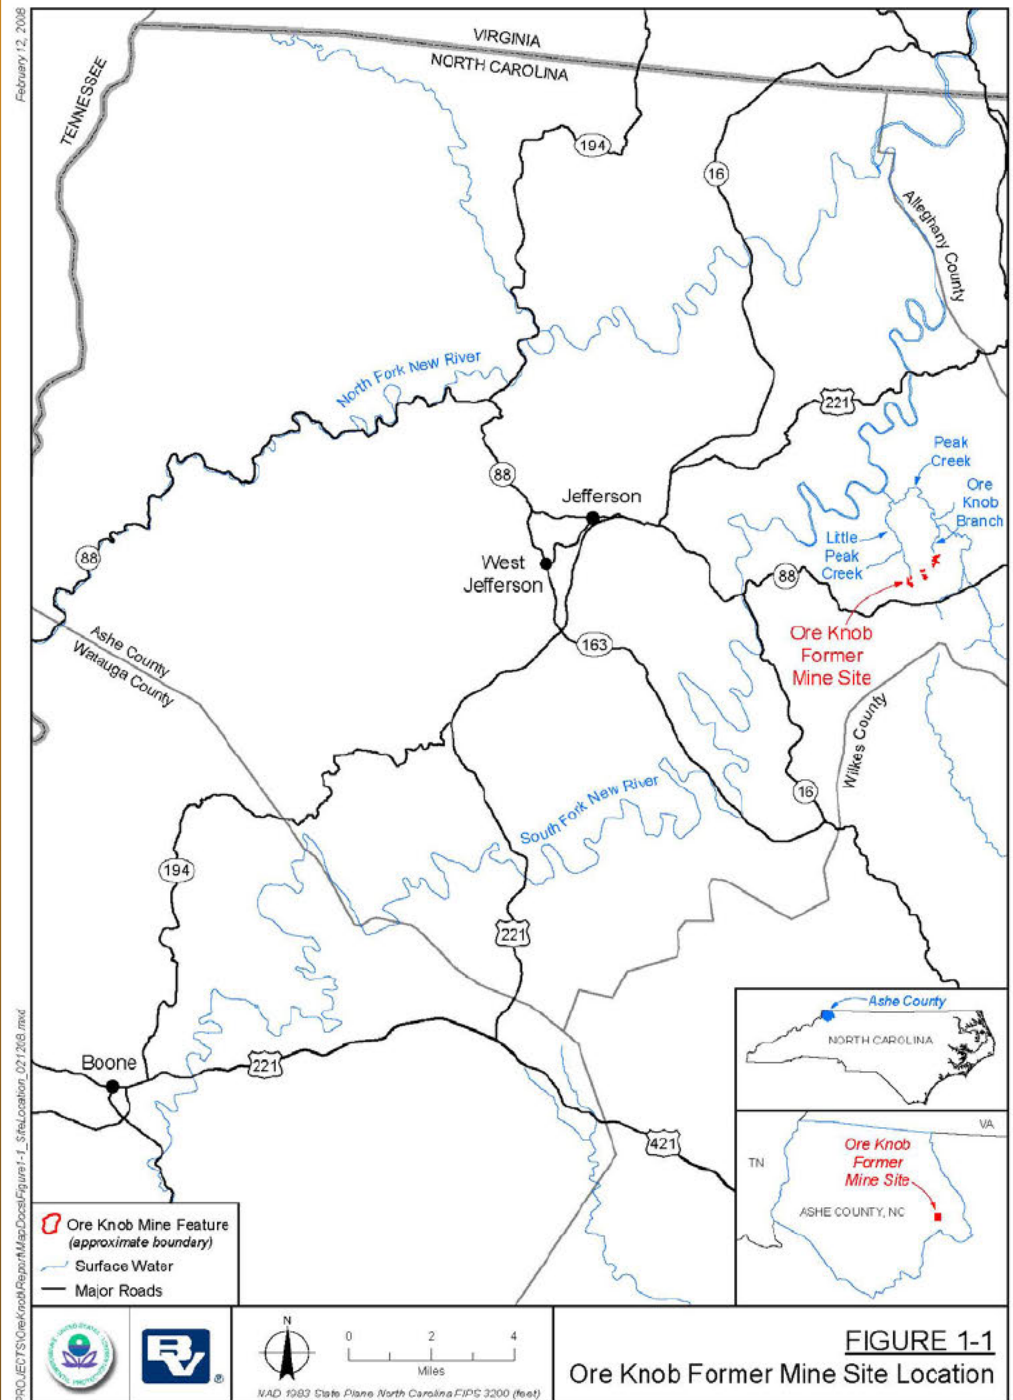 February 12, 2008
VIRGINIA
NORTH CAROLINA
TENNESSEE
194
16
Alleghany County
North Fork New River
221
Peak
Creek
Ore
Knob
Branch
88
Jefferson
Little
Peak
Creek
West
Jefferson
88
88
Ore Knob
Former
Mine Site
Ashe County
Watauga County
163
Wilkes County
16
South Fork New River
194
221
Ashe County
NORTH CAROLINA
Boone
221
421
VA
TN
Ore Knob
Former
Mine Site
ASHE COUNTY, NC
Ore Knob Mine Feature
(approximate boundary)
Surface Water
Major Roads
BV
®
N
0 2 4
Miles
NAD 1983 State Plane North Carolina FIPS 3200 (feet)
FIGURE 1-1
Ore Knob Former Mine Site Location